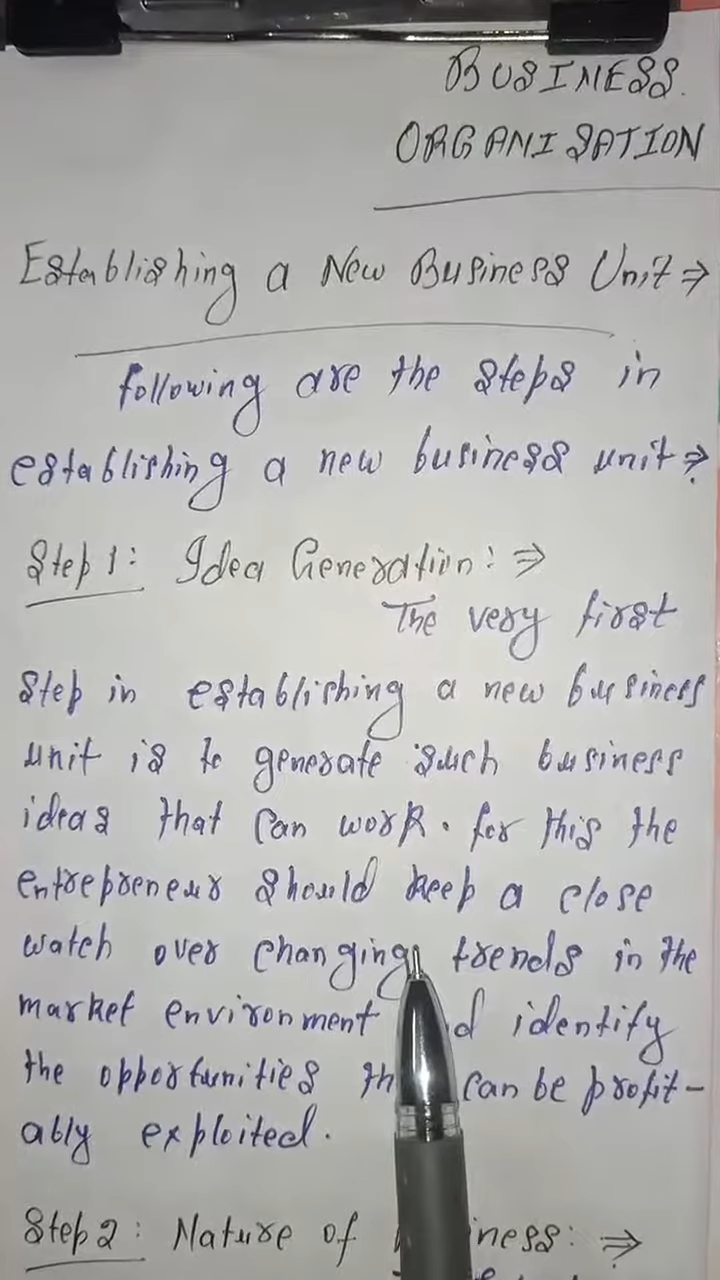 BUSINESS.
ORGANISATION
Establishing a New Business Unit ⇒
following are the steps in
establishing a new business unit ⇒
Step 1: Idea Generation: ⇒
The very first
Step in establishing a new business
unit is to generate such business
ideas that can work. for this the
entrepreneur should keep a close
watch over changing trends in the
market environment identify
the opportunities can be profit-
ably exploited.
Step 2: Nature of ⇒